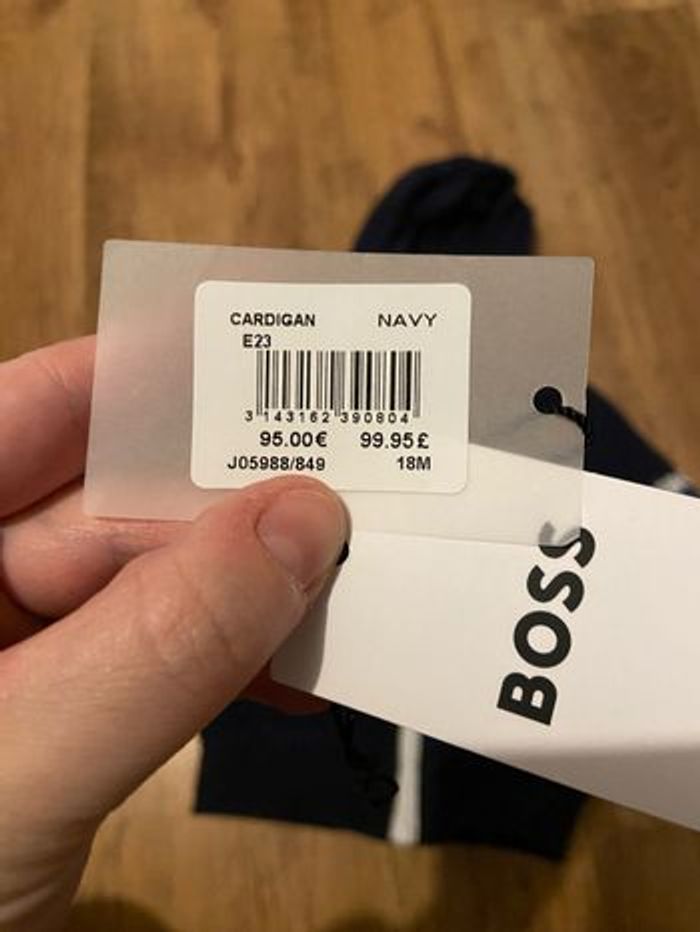 CARDIGAN NAVY
E23
3 143162 390804
95.00€ 99.95£
J05988/849 18M
BOSS